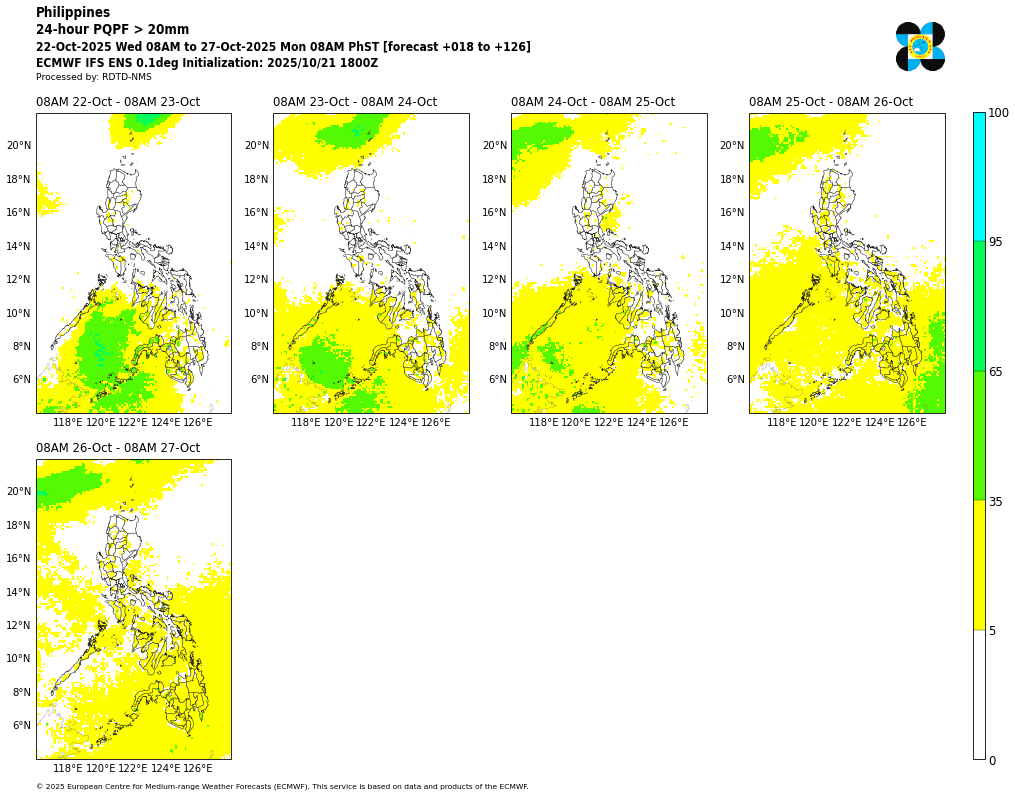 Philippines
24-hour PQPF > 20mm
22-Oct-2025 Wed 08AM to 27-Oct-2025 Mon 08AM PhST [forecast +018 to +126]
ECMWF IFS ENS 0.1deg Initialization: 2025/10/21 1800Z
Processed by: RDTD-NMS
08AM 22-Oct - 08AM 23-Oct
08AM 23-Oct - 08AM 24-Oct
08AM 24-Oct - 08AM 25-Oct
08AM 25-Oct - 08AM 26-Oct
20°N 20°N 20°N 20°N
18°N 18°N 18°N 18°N
16°N 16°N 16°N 16°N
14°N 14°N 14°N 14°N
12°N 12°N 12°N 12°N
10°N 10°N 10°N 10°N
8°N 8°N 8°N 8°N
6°N 6°N 6°N 6°N
118°E 120°E 122°E 124°E 126°E 118°E 120°E 122°E 124°E 126°E 118°E 120°E 122°E 124°E 126°E 118°E 120°E 122°E 124°E 126°E
08AM 26-Oct - 08AM 27-Oct
20°N
18°N
16°N
14°N
12°N
10°N
8°N
6°N
118°E 120°E 122°E 124°E 126°E
100
95
65
35
5
0
© 2025 European Centre for Medium-range Weather Forecasts (ECMWF). This service is based on data and products of the ECMWF.